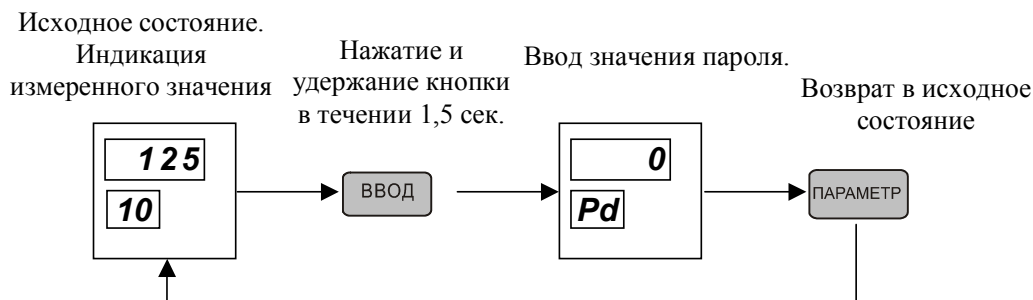 Исходное состояние.
Индикация
измеренного значения
Нажатие и
удержание кнопки
в течении 1,5 сек.
Ввод значения пароля.
Возврат в исходное
состояние
125
10
ВВОД
0
Pd
ПАРАМЕТР